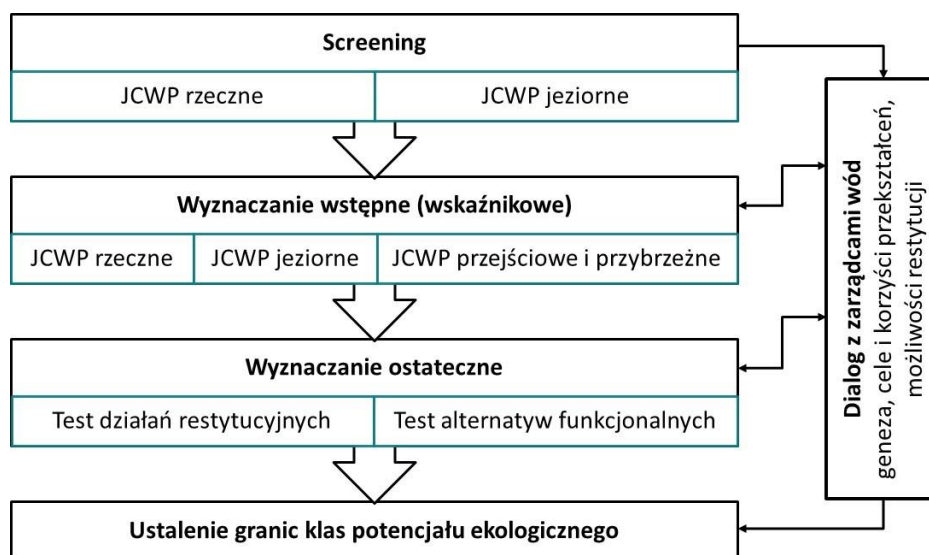 Screening
JCWP rzeczne
JCWP jeziorne
Wyznaczanie wstępne (wskaźnikowe)
JCWP rzeczne
JCWP jeziorne
JCWP przejściowe i przybrzeżne
Wyznaczanie ostateczne
Test działań restytucyjnych
Test alternatyw funkcjonalnych
Ustalenie granic klas potencjału ekologicznego
Dialog z zarządcami wód
geneza, cele i korzyści przekształceń,
możliwości restytucji